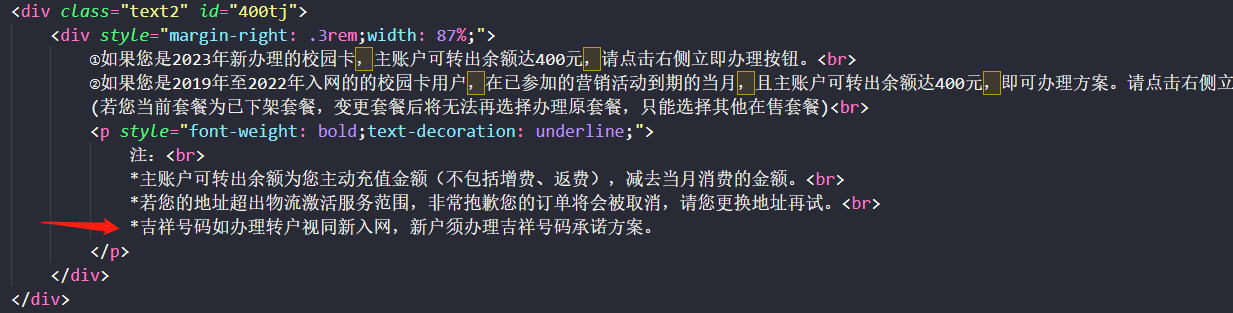 <div class="text2" id="400tj">
<div style="margin-right: .3rem;width: 87%;">
①如果您是2023年新办理的校园卡，主账户可转出余额达400元，请点击右侧立即办理按钮。<br>
②如果您是2019年至2022年入网的的校园卡用户，在已参加的营销活动到期的当月，且主账户可转出余额达400元，即可办理方案。请点击右侧立
(若您当前套餐为已下架套餐，变更套餐后将无法再选择办理原套餐，只能选择其他在售套餐)<br>
<p style="font-weight: bold;text-decoration: underline;">
注：<br>
*主账户可转出余额为您主动充值金额（不包括增费、返费），减去当月消费的金额。<br>
*若您的地址超出物流激活服务范围，非常抱歉您的订单将会被取消，请您更换地址再试。<br>
*吉祥号码如办理转户视同新入网，新户须办理吉祥号码承诺方案。
</p>
</div>
</div>